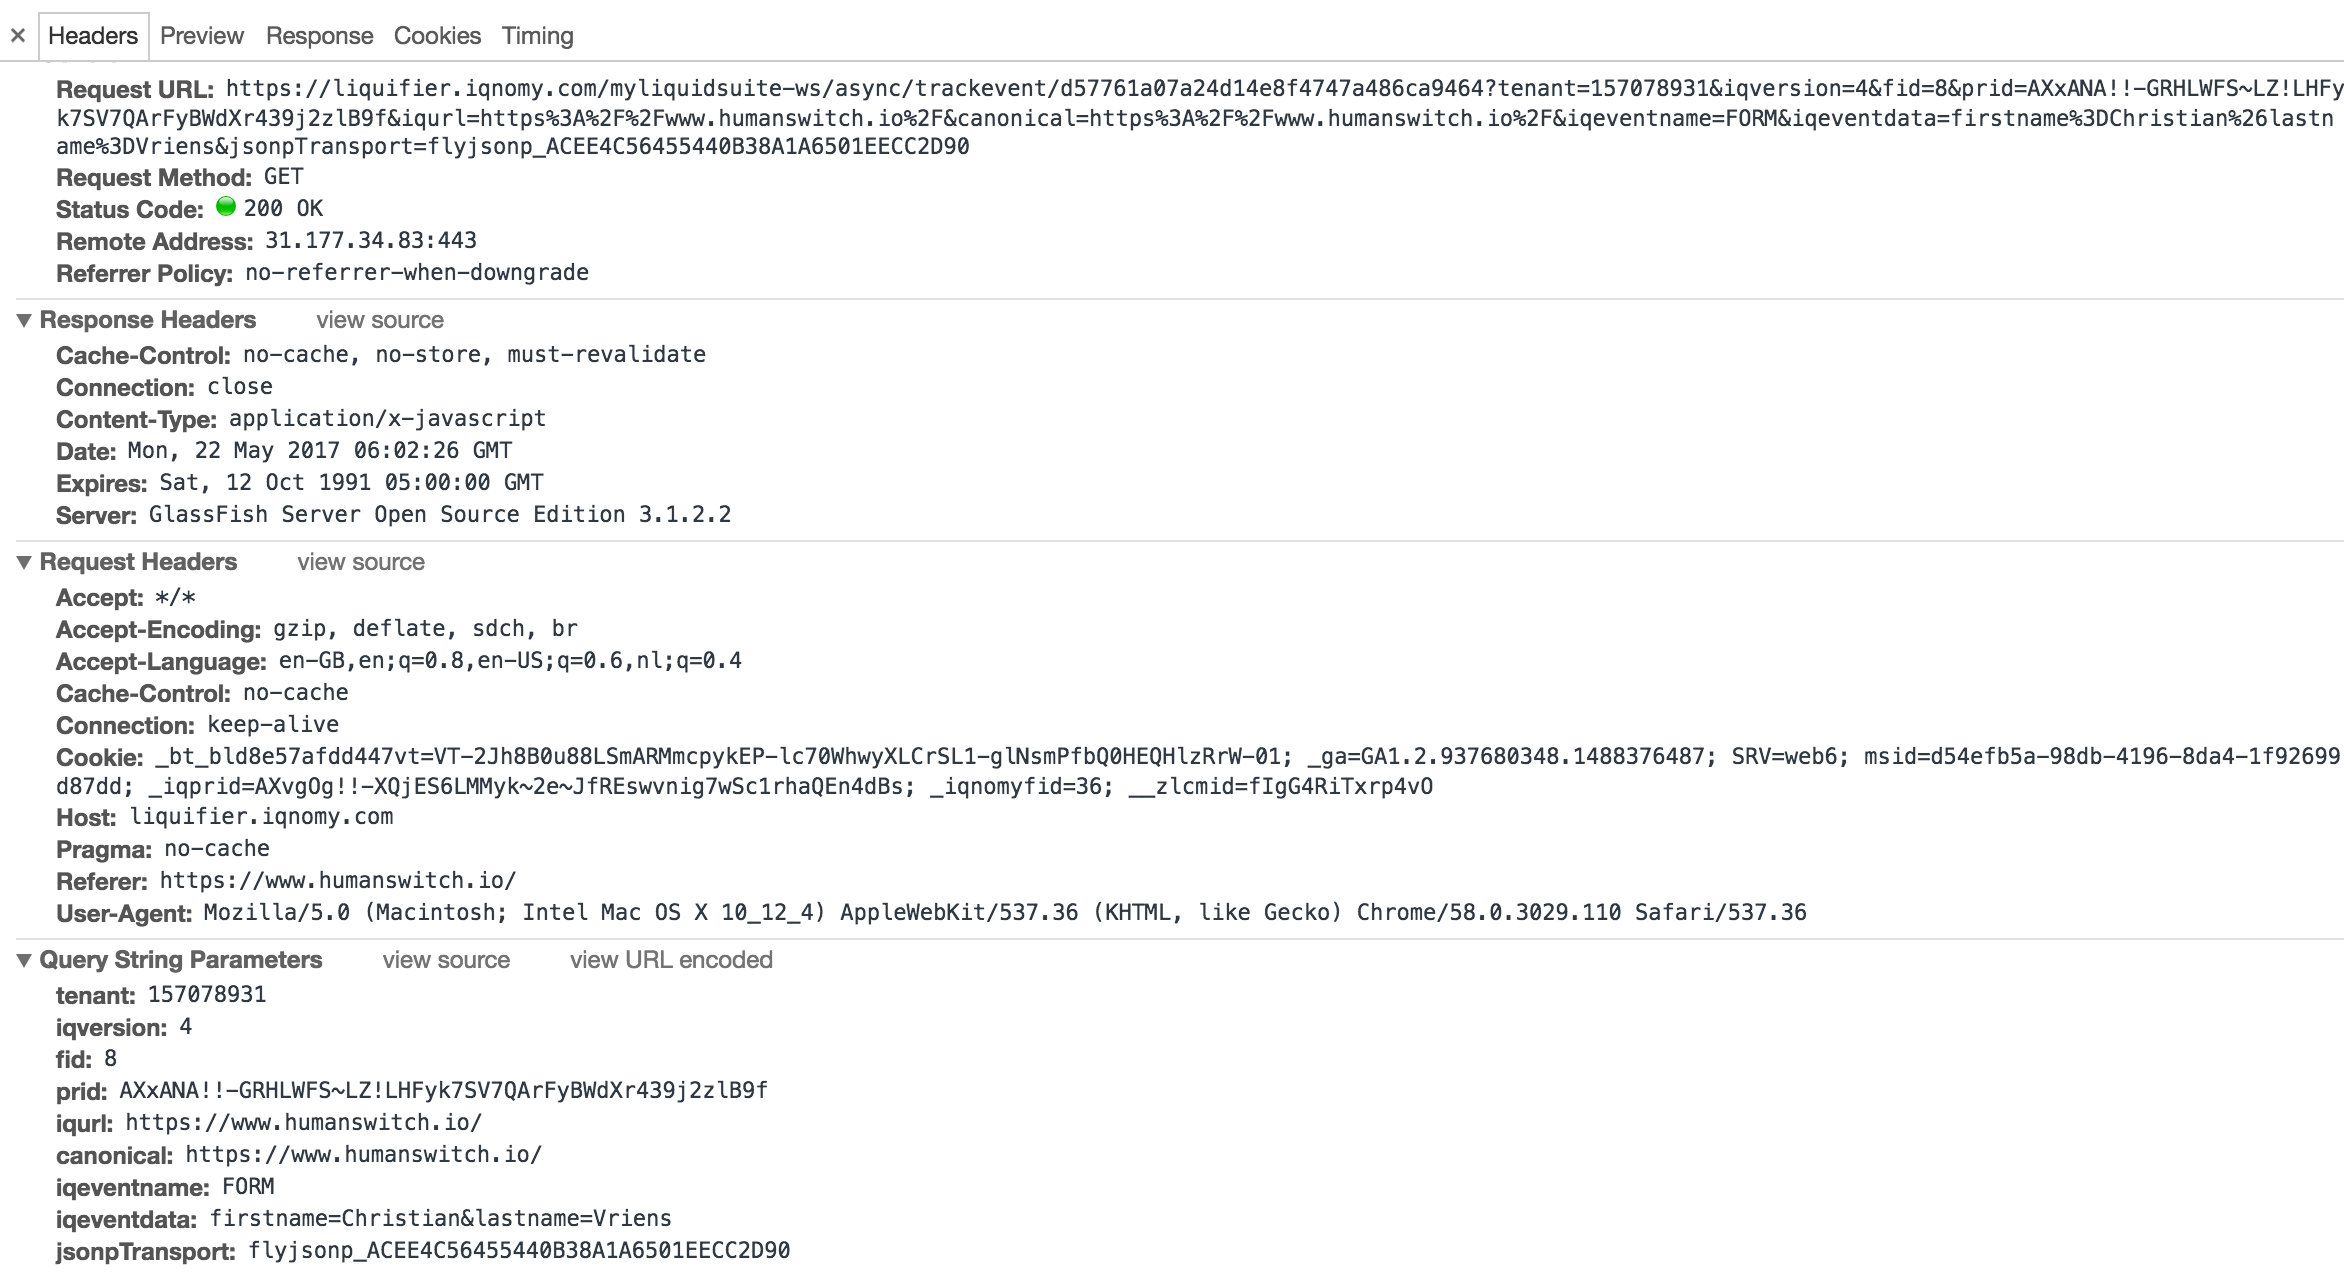 × Headers Preview Response Cookies Timing
Request URL: https://liquifier.iqnomy.com/myliquidsuite-ws/async/trackevent/d57761a07a24d14e8f4747a486ca9464?tenant=157078931&iqversion=4&fid=8&prid=AXxANA!!-GRHLWFS~LZ!LHFy
k7SV7QArFyBWdXr439j2zlB9f&iqurl=https%3A%2F%2Fwww.humanswitch.io%2F&canonical=https%3A%2F%2Fwww.humanswitch.io%2F&iqeventname=FORM&iqeventdata=firstname%3DChristian%26lastn
ame%3DVriens&jsonpTransport=flyjsonp_ACEE4C56455440B38A1A6501EECC2D90
Request Method: GET
Status Code: 200 OK
Remote Address: 31.177.34.83:443
Referrer Policy: no-referrer-when-downgrade
▼ Response Headers view source
Cache-Control: no-cache, no-store, must-revalidate
Connection: close
Content-Type: application/x-javascript
Date: Mon, 22 May 2017 06:02:26 GMT
Expires: Sat, 12 Oct 1991 05:00:00 GMT
Server: GlassFish Server Open Source Edition 3.1.2.2
▼ Request Headers view source
Accept: */*
Accept-Encoding: gzip, deflate, sdch, br
Accept-Language: en-GB,en;q=0.8,en-US;q=0.6,nl;q=0.4
Cache-Control: no-cache
Connection: keep-alive
Cookie: _bt_bld8e57afdd447vt=VT-2Jh8B0u88LSmARMmcpykEP-lc70WhwyXLCrSL1-glNsmPfbQ0HEQHlzRrW-01; _ga=GA1.2.937680348.1488376487; SRV=web6; msid=d54efb5a-98db-4196-8da4-1f92699
d87dd; _iqprid=AXvgOg!!-XQjES6LMMyk~2e~JfREswvnig7wSc1rhaQEn4dBs; _iqnomyfid=36; __zlcmid=fIgG4RiTxrp4vO
Host: liquifier.iqnomy.com
Pragma: no-cache
Referer: https://www.humanswitch.io/
User-Agent: Mozilla/5.0 (Macintosh; Intel Mac OS X 10_12_4) AppleWebKit/537.36 (KHTML, like Gecko) Chrome/58.0.3029.110 Safari/537.36
▼ Query String Parameters view source view URL encoded
tenant: 157078931
iqversion: 4
fid: 8
prid: AXxANA!!-GRHLWFS~LZ!LHFyk7SV7QArFyBWdXr439j2zlB9f
iqurl: https://www.humanswitch.io/
canonical: https://www.humanswitch.io/
iqeventname: FORM
iqeventdata: firstname=Christian&lastname=Vriens
jsonpTransport: flyjsonp_ACEE4C56455440B38A1A6501EECC2D90